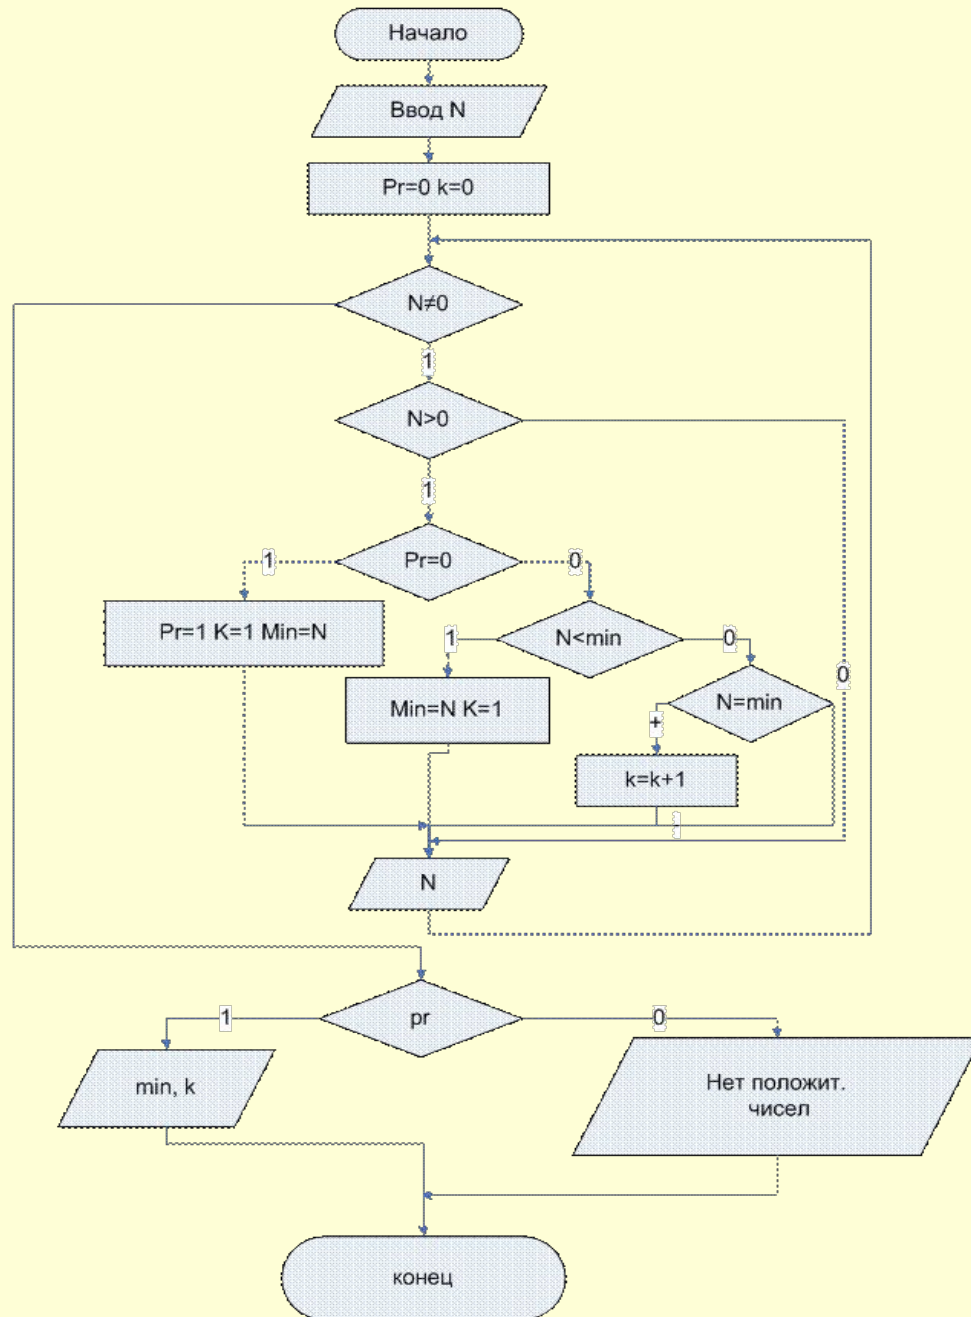 Начало
Ввод N
Pr=0 k=0
N≠0
1
N>0
1
Pr=0
1
0
Pr=1 K=1 Min=N
N<min
1
0
0
Min=N K=1
N=min
+
k=k+1
-
N
pr
1
0
min, k
Нет положит.
чисел
конец